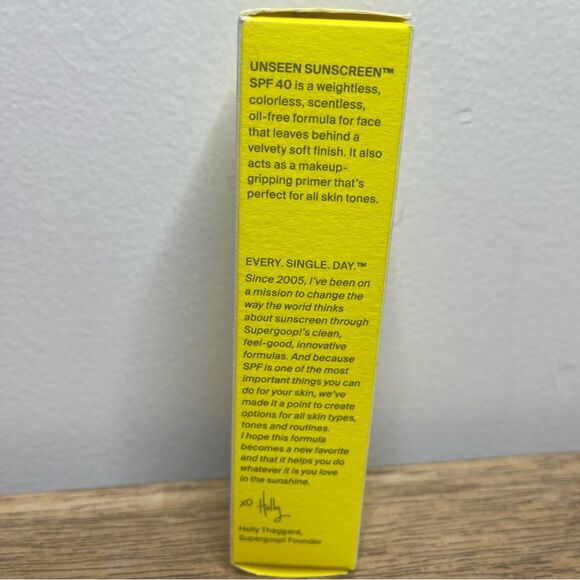 UNSEEN SUNSCREEN™
SPF 40 is a weightless,
colorless, scentless,
oil-free formula for face
that leaves behind a
velvety soft finish. It also
acts as a makeup-
gripping primer that's
perfect for all skin tones.
EVERY. SINGLE. DAY.™
Since 2005, I've been on
a mission to change the
way the world thinks
about sunscreen through
Supergoop!'s clean,
feel-good, innovative
formulas. And because
SPF is one of the most
important things you can
do for your skin, we've
made it a point to create
options for all skin types,
tones and routines.
I hope this formula
becomes a new favorite
and that it helps you do
whatever it is you love
in the sunshine.
xo Holly
Holly Thaggard,
Supergoop! Founder